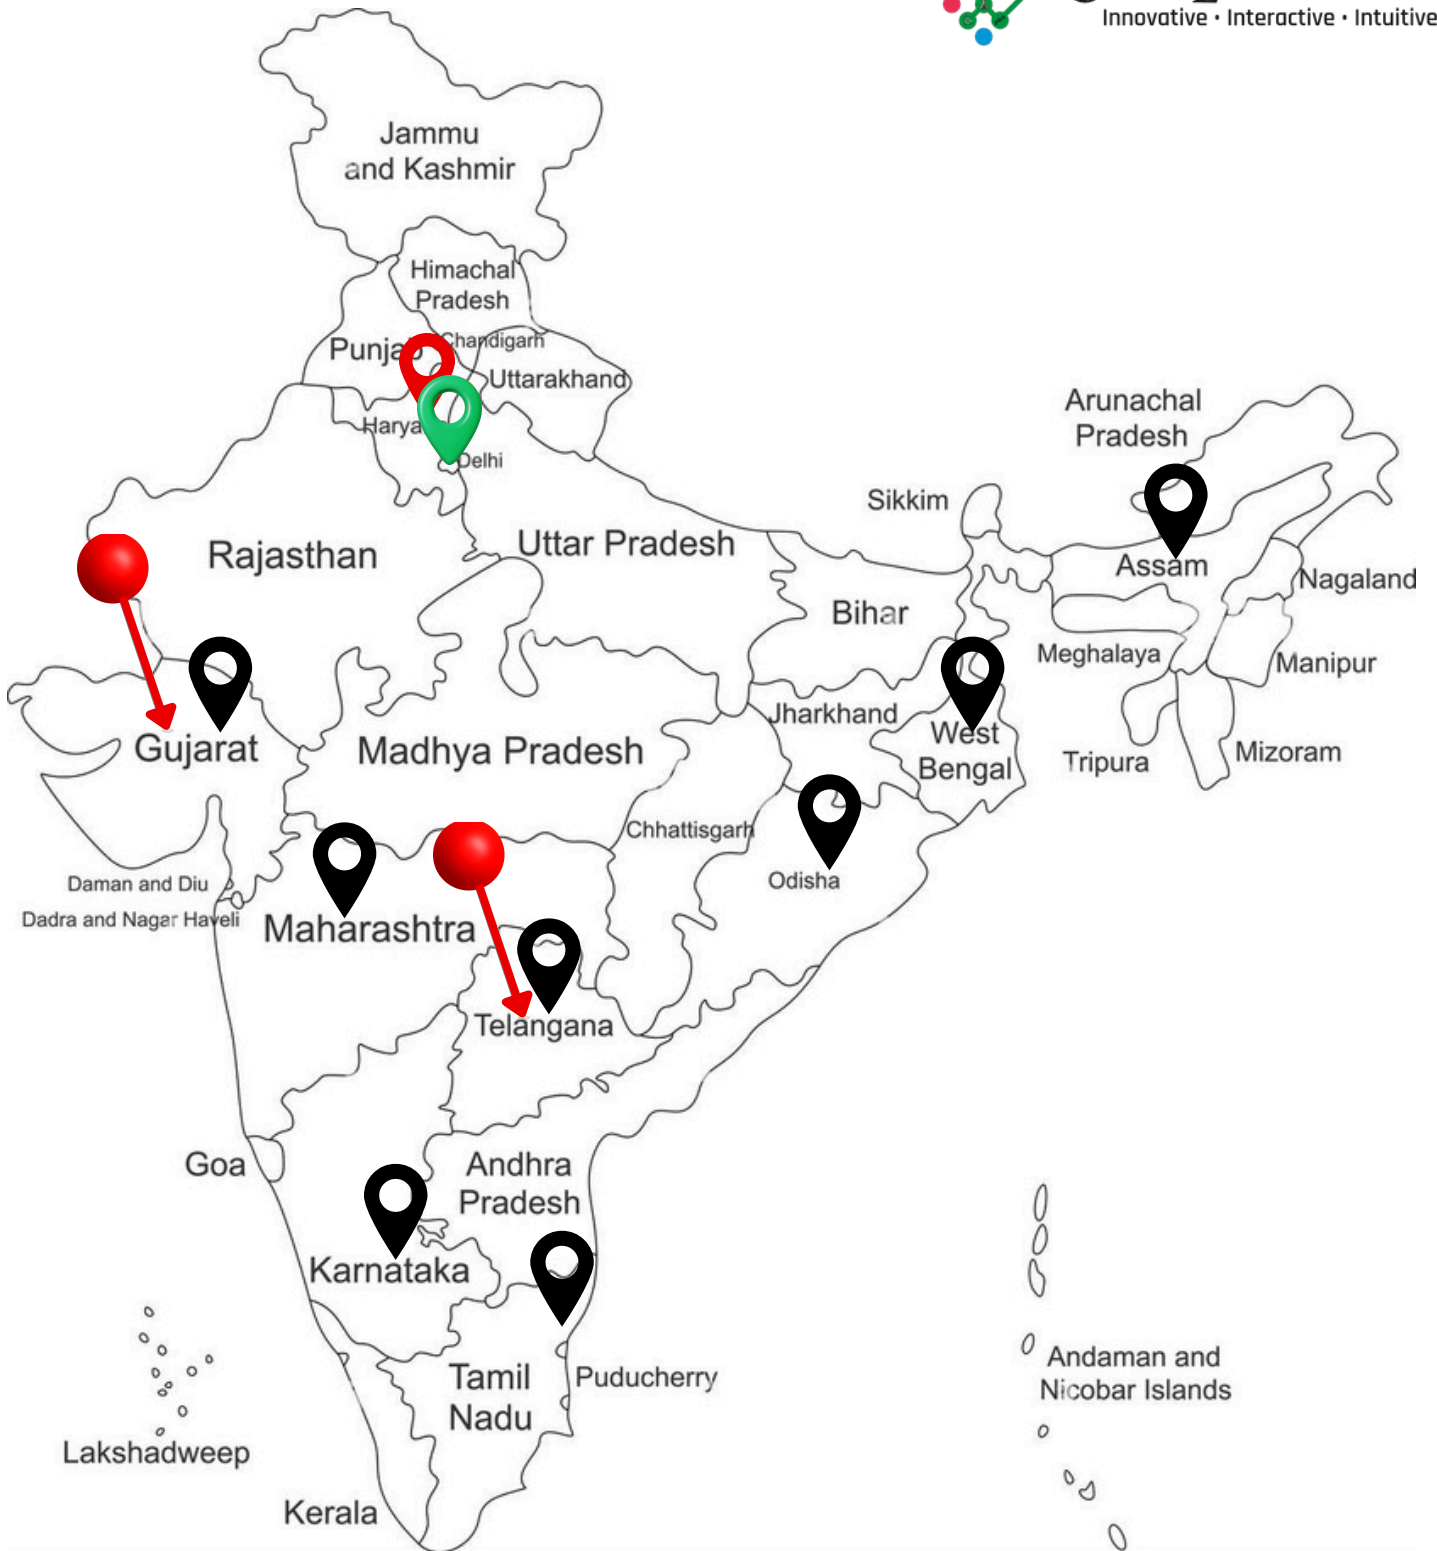 Innovative · Interactive · Intuitive
Jammu
and Kashmir
Himachal
Pradesh
Chandigarh
Punjab
Uttarakhand
Arunachal
Pradesh
Harya
Delhi
Sikkim
Uttar Pradesh
Rajasthan
Assam
Nagaland
Bihar
Meghalaya
Manipur
Jharkhand
West
Bengal
Gujarat
Madhya Pradesh
Tripura
Mizoram
Chhattisgarh
Daman and Diu
Odisha
Dadra and Nagar Haveli
Maharashtra
Telangana
Goa
Andhra
Pradesh
Karnataka
Andaman and
Nicobar Islands
Tamil
Nadu
Puducherry
Lakshadweep
Kerala